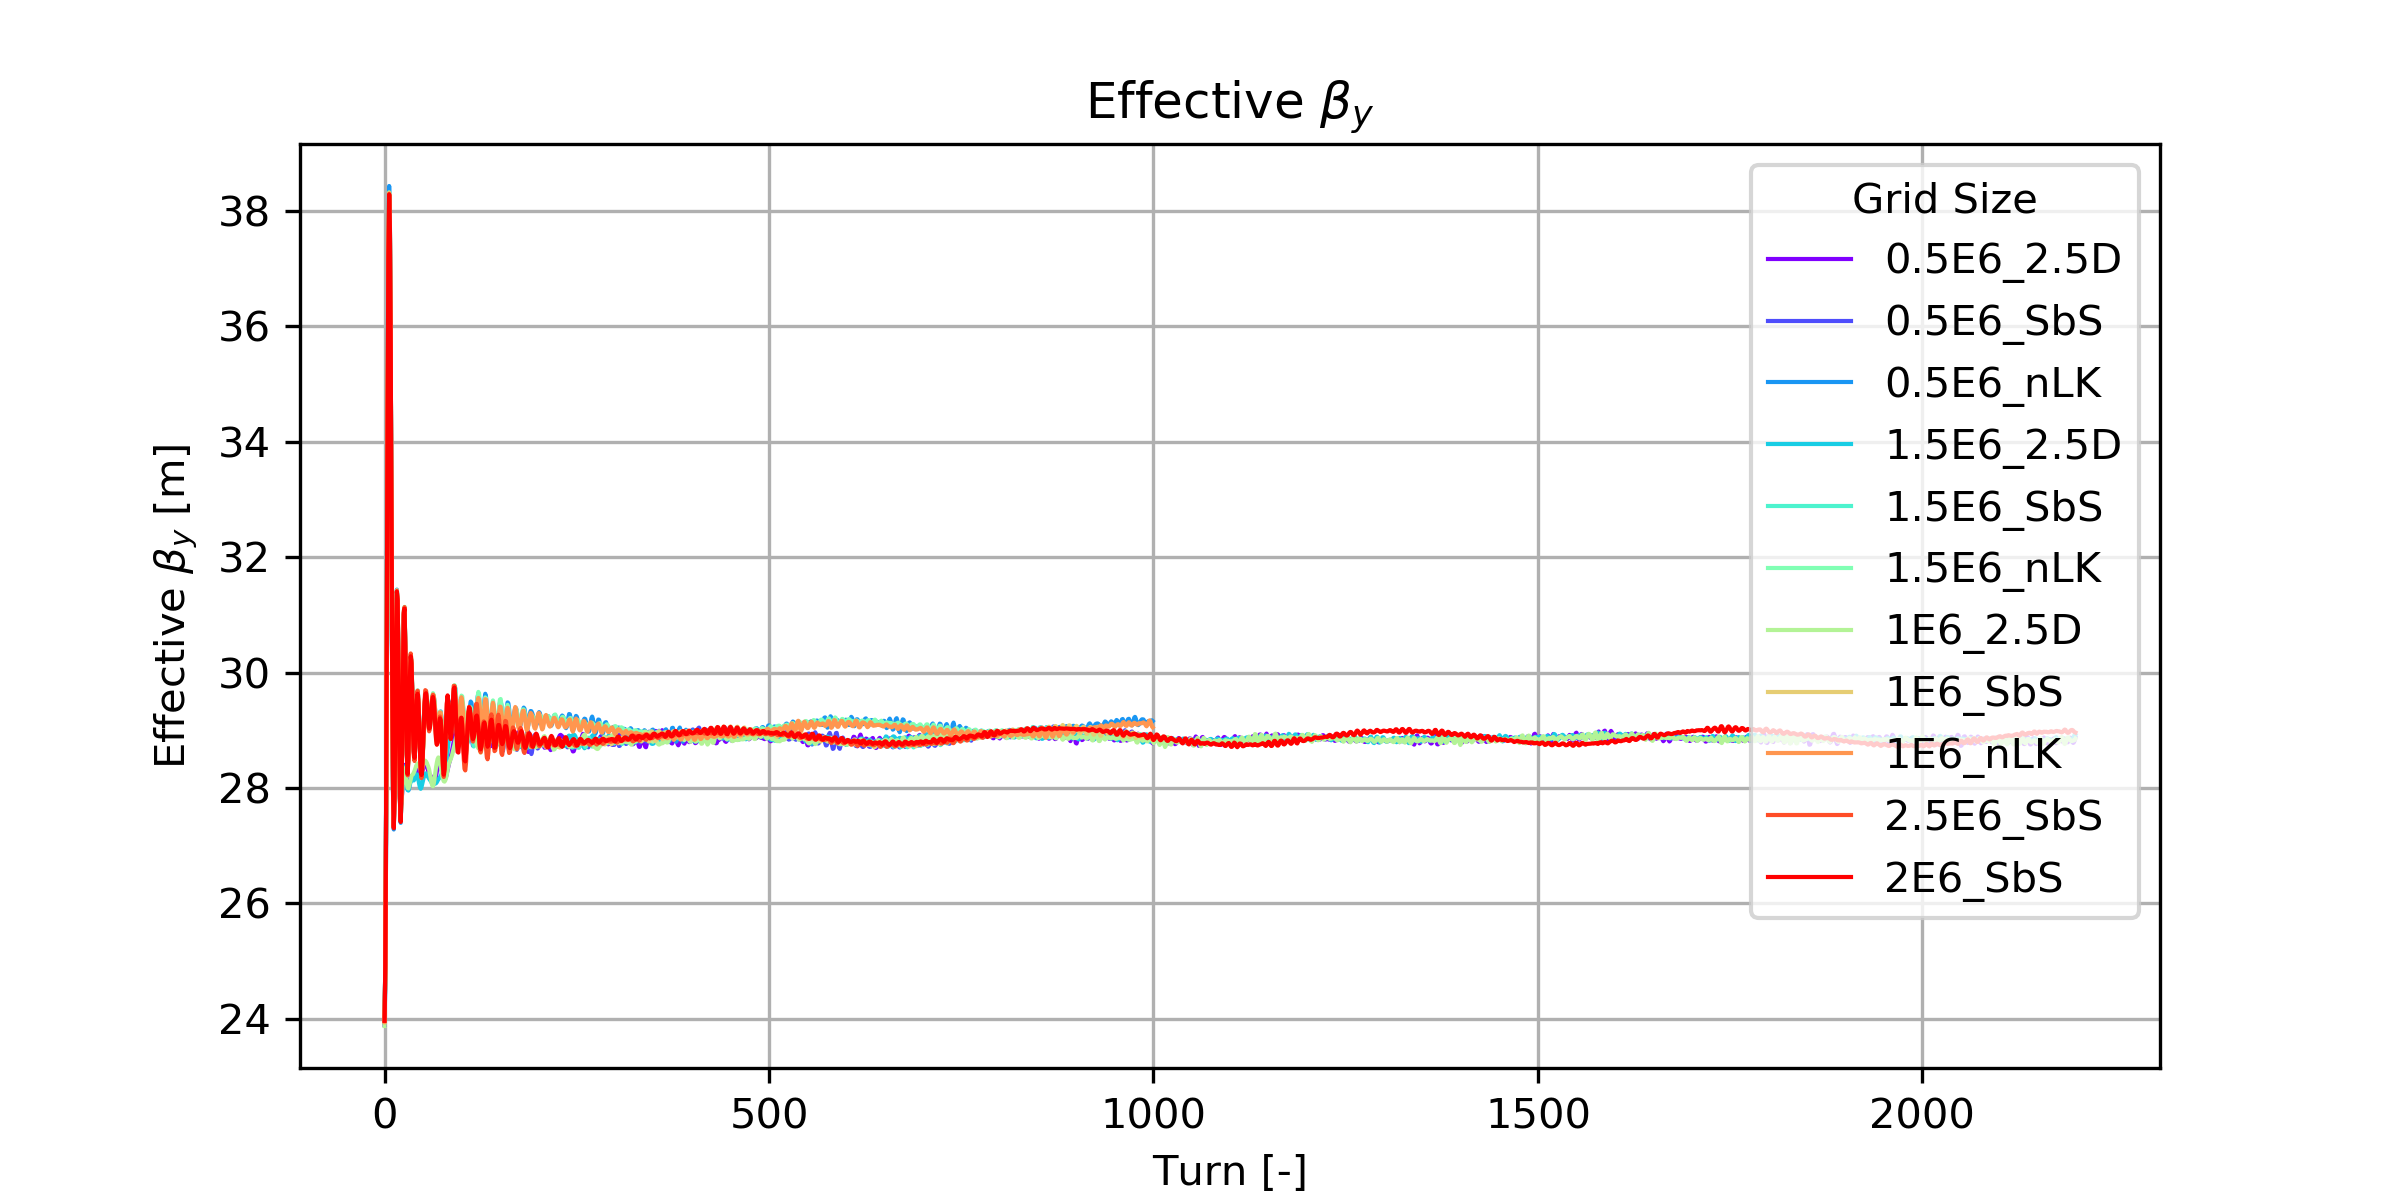 Effective βy
Effective βy [m]
38
36
34
32
30
28
26
24
0
500
1000
1500
2000
Turn [-]
Grid Size
0.5E6_2.5D
0.5E6_SbS
0.5E6_nLK
1.5E6_2.5D
1.5E6_SbS
1.5E6_nLK
1E6_2.5D
1E6_SbS
1E6_nLK
2.5E6_SbS
2E6_SbS